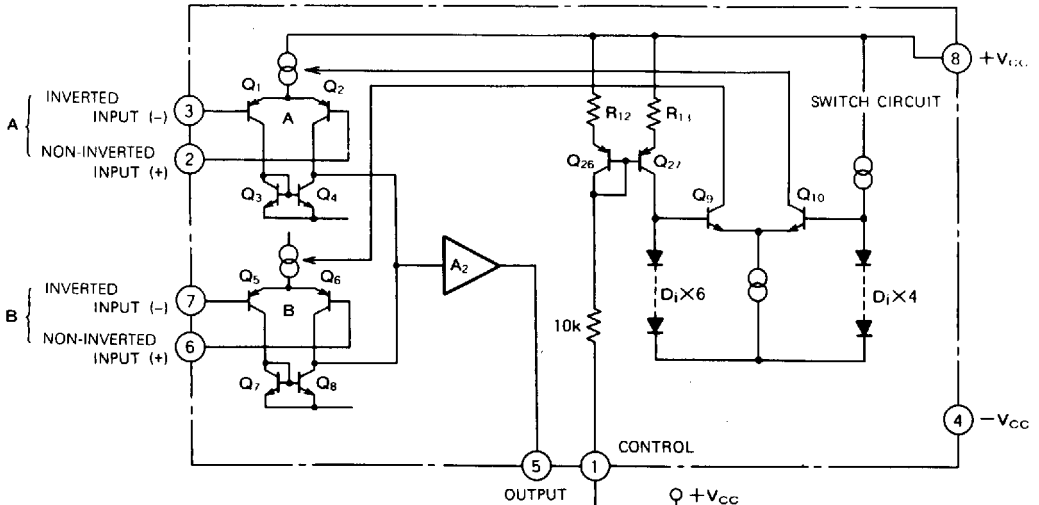 8
+Vcc
SWITCH CIRCUIT
Q1
Q2
INVERTED
INPUT (−)
3
A
A
R12
R13
NON-INVERTED
INPUT (+)
2
Q26
Q27
Q3
Q4
Q9
Q10
A2
Q5
Q6
INVERTED
INPUT (−)
7
B
B
Di×6
Di×4
NON-INVERTED
INPUT (+)
6
10k
Q7
Q8
4
−Vcc
CONTROL
5
1
OUTPUT
+Vcc